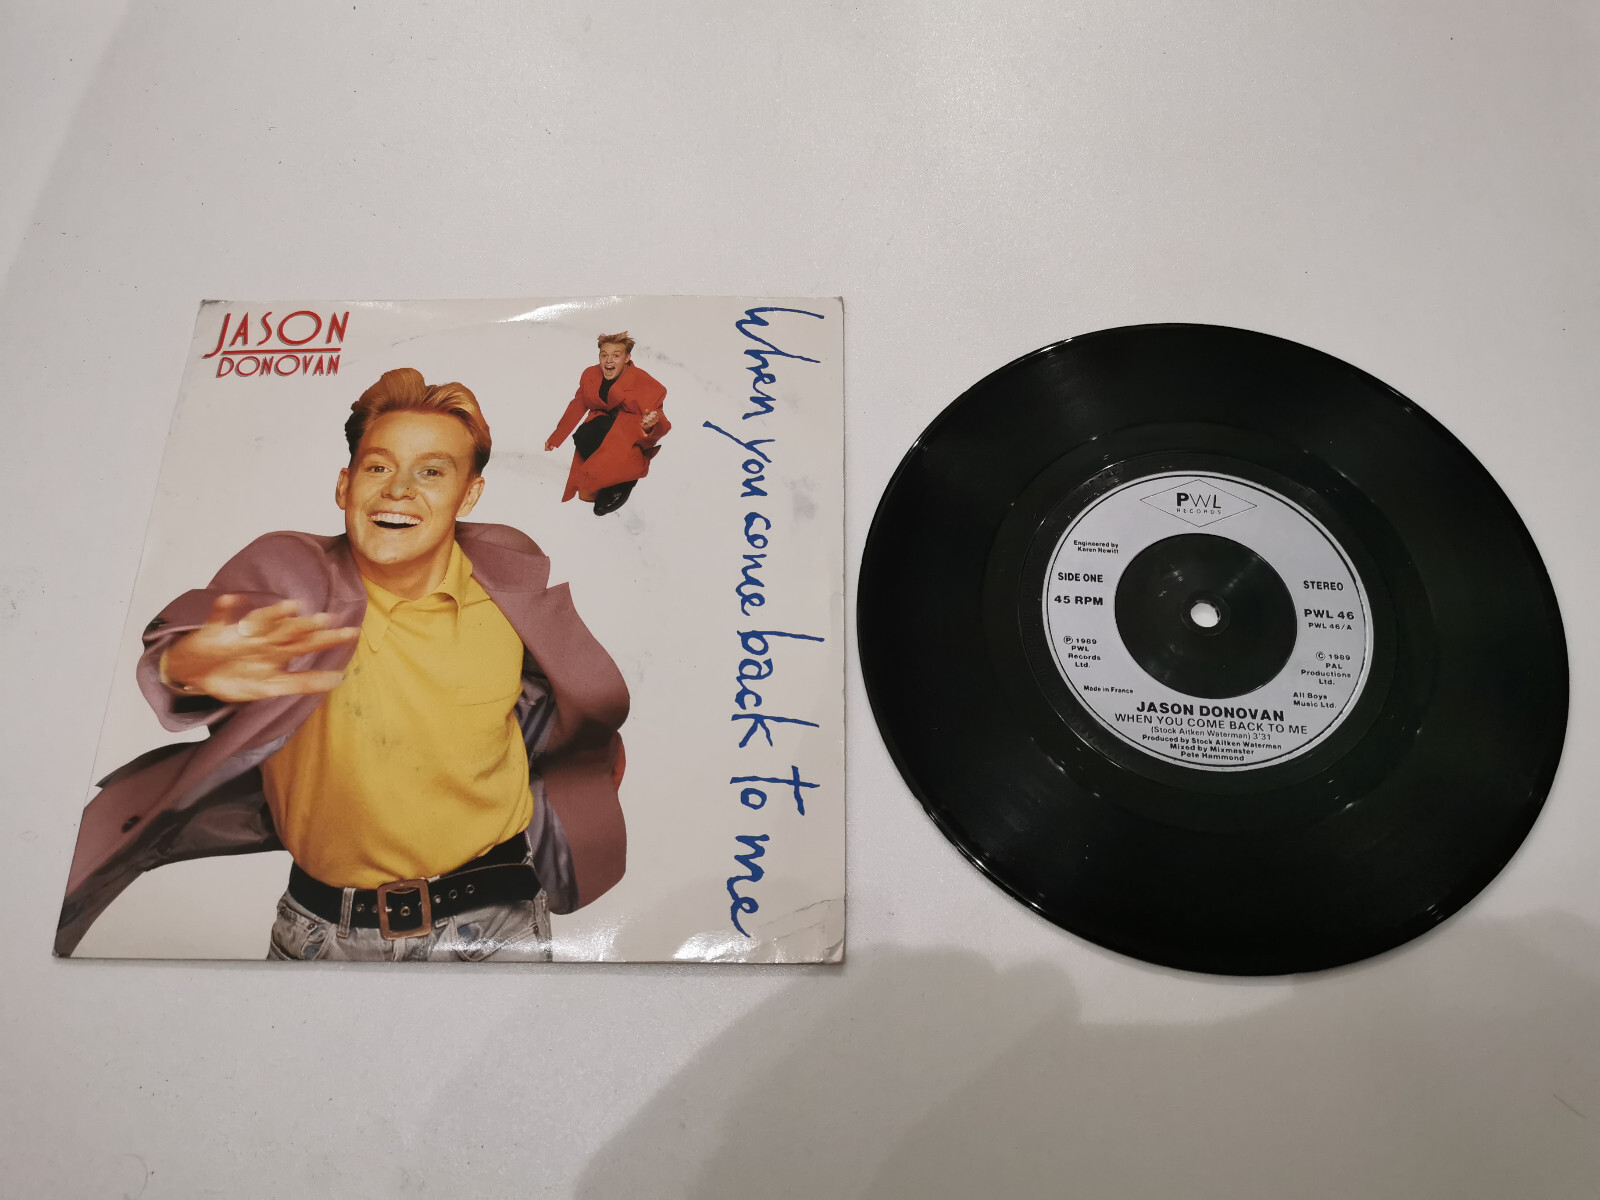 JASON
DONOVAN
When you come back to me
PWL
RECORDS
Engineered by
Karen Hewitt
SIDE ONE
45 RPM
℗ 1989
PWL
Records
Ltd.
Made in France
STEREO
PWL 46
PWL 46/A
© 1989
PAL
Productions
Ltd.
All Boys
Music Ltd.
JASON DONOVAN
WHEN YOU COME BACK TO ME
(Stock Aitken Waterman) 3'31
Produced by Stock Aitken Waterman
Mixed by Mixmaster
Pete Hammond